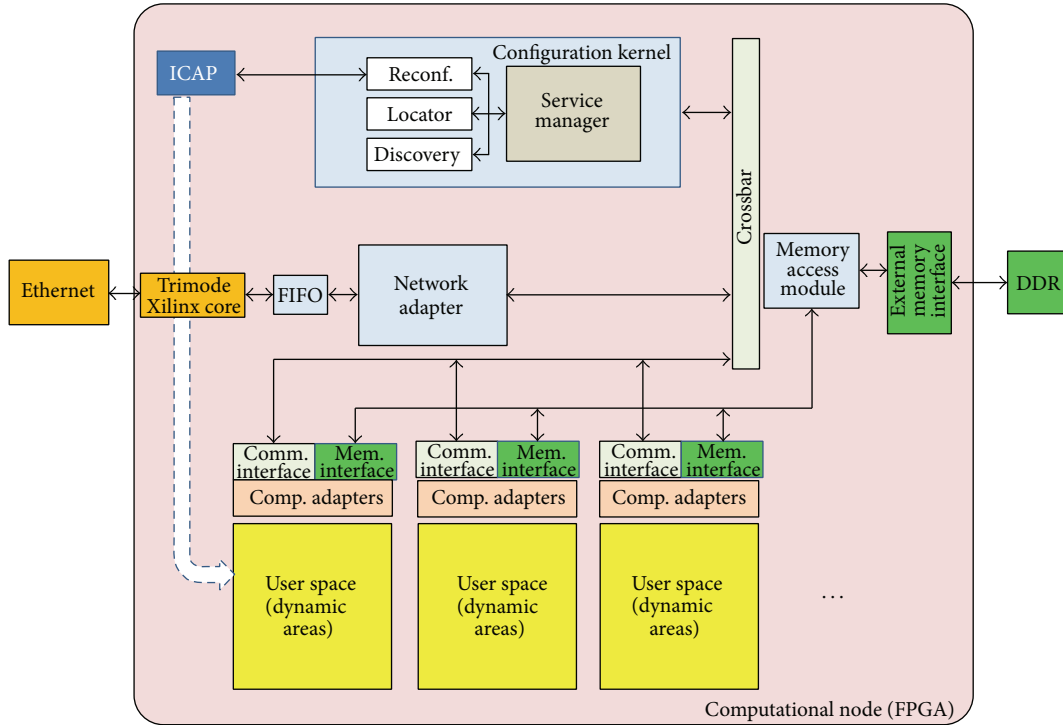 Configuration kernel
ICAP
Reconf.
Locator
Discovery
Service
manager
Crossbar
Ethernet
Trimode
Xilinx core
FIFO
Network
adapter
Memory
access
module
External
memory
interface
DDR
Comm.
interface
Mem.
interface
Comp. adapters
User space
(dynamic
areas)
Comm.
interface
Mem.
interface
Comp. adapters
User space
(dynamic
areas)
Comm.
interface
Mem.
interface
Comp. adapters
User space
(dynamic
areas)
...
Computational node (FPGA)